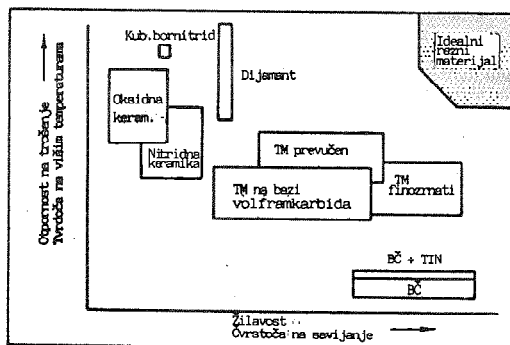 Otpornost na trošenje
Tvrdoća na višim temperaturama
Kub.bornitrid
Dijamant
Idealni
rezni
materijal
Oksidna
keram.
Nitridna
keramika
TM prevučen
TM na bazi
volframkarbida
TM
finozrnati
BČ + TIN
BČ
Žilavost
Čvrstoča na savijanje